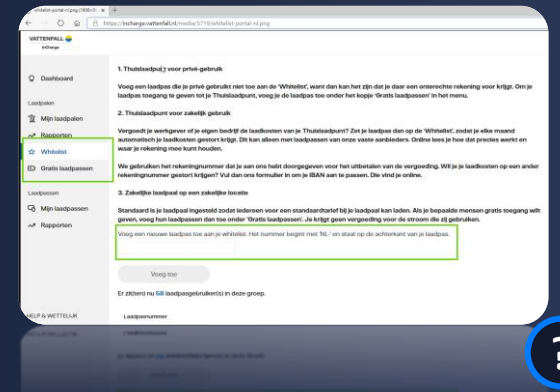 whitelist-portal-nl.png
https://incharge.vattenfall.nl/media/3719/whitelist-portal-nl.png
VATTENFALL
InCharge
Dashboard
Laadpalen
Mijn laadpalen
Rapporten
Whitelist
Gratis laadpassen
Laadpassen
Mijn laadpassen
Rapporten
HELP & WETTELIJK
1. Thuislaadpunt voor privé-gebruik
Voeg een laadpas die je privé gebruikt niet toe aan de 'Whitelist', want dan kan het zijn dat je daar een onterechte rekening voor krijgt. Om je
laadpas toegang te geven tot je Thuislaadpunt, voeg je de laadpas toe onder het kopje 'Gratis laadpassen' in het menu.
2. Thuislaadpunt voor zakelijk gebruik
Vergoedt je werkgever of je eigen bedrijf de laadkosten van je Thuislaadpunt? Zet je laadpas dan op de 'Whitelist', zodat je elke maand
automatisch je laadkosten gestort krijgt. Dit kan alleen met laadpassen van onze vaste aanbieders. Online lees je hoe dat precies werkt en
waar je rekening mee kunt houden.
We gebruiken het rekeningnummer dat je aan ons hebt doorgegeven voor het uitbetalen van de vergoeding. Wil je je laadkosten op een ander
rekeningnummer gestort krijgen? Vul dan ons formulier in om je IBAN aan te passen. Die vind je online.
3. Zakelijke laadpaal op een zakelijke locatie
Standaard is je laadpaal ingesteld zodat iedereen voor een standaardtarief bij je laadpaal kan laden. Als je bepaalde mensen gratis toegang wilt
geven, voeg hun laadpassen dan toe onder 'Gratis laadpassen'. Je krijgt geen vergoeding voor de stroom die zij gebruiken.
Voeg een nieuwe laadpas toe aan je whitelist. Het nummer begint met 'NL-' en staat op de achterkant van je laadpas.
Voeg toe
Er zit(ten) nu 58 laadpasgebruiker(s) in deze groep.
Laadpasnummer